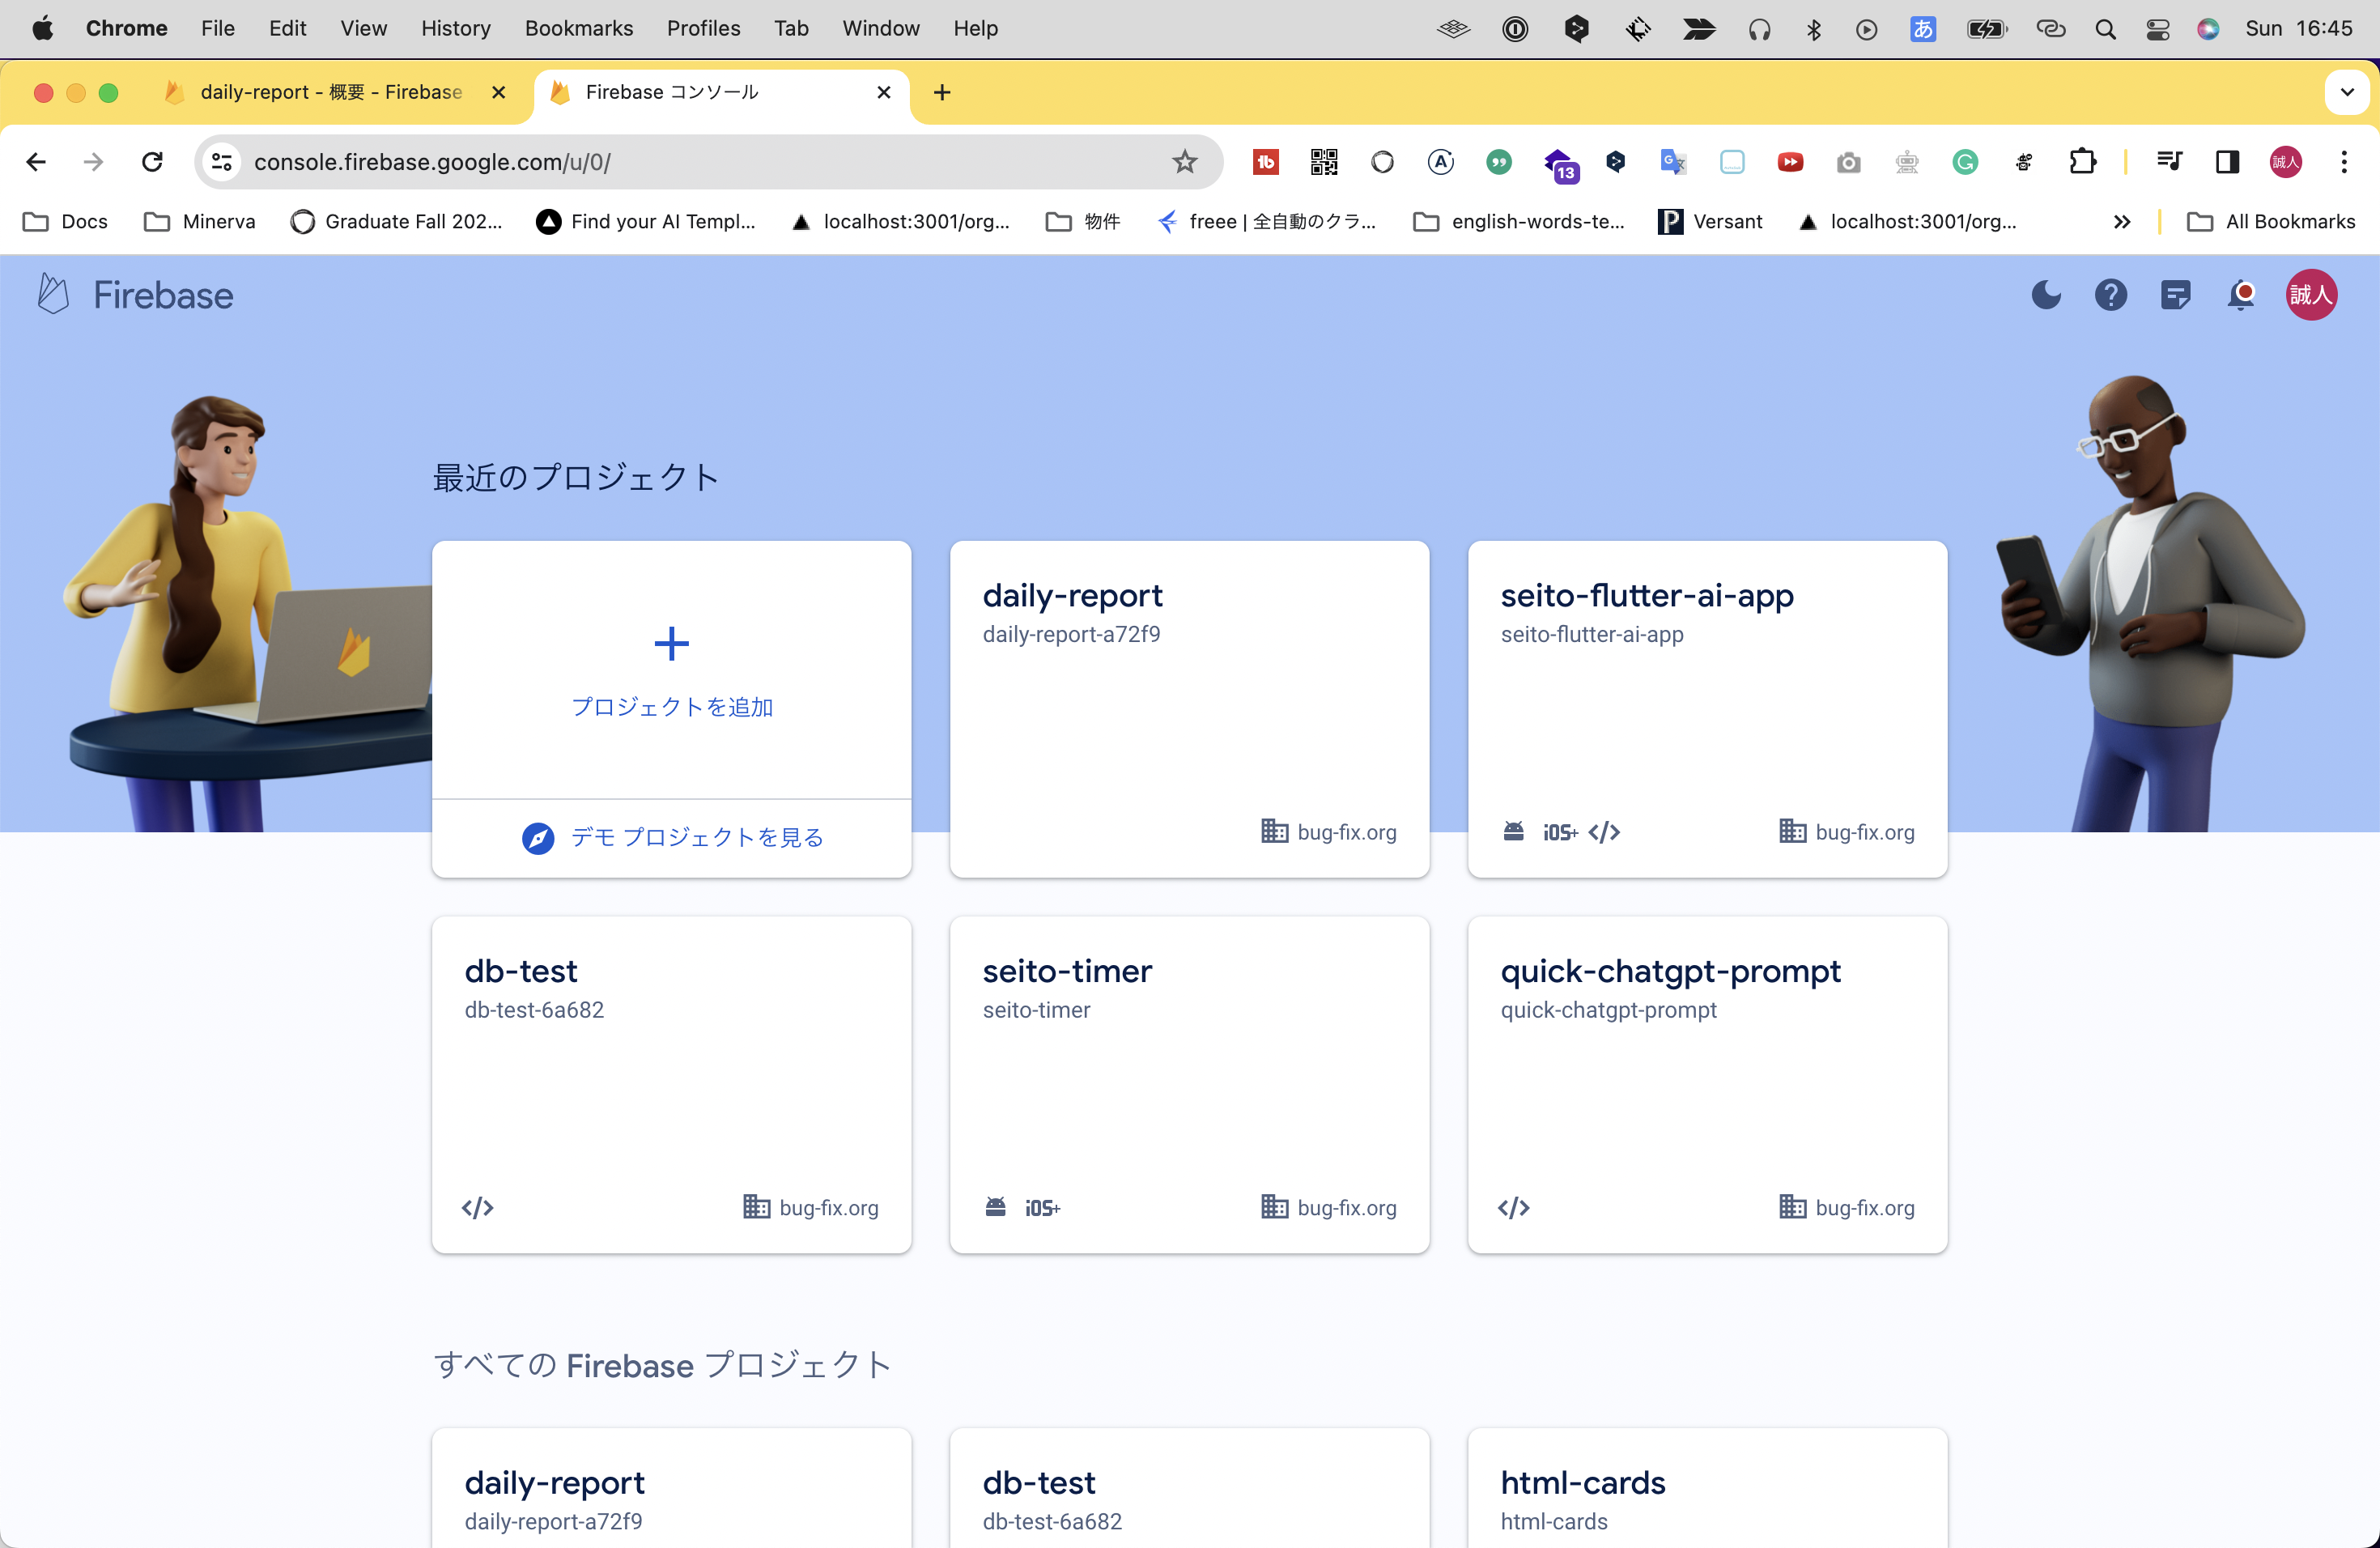 Chrome File Edit View History Bookmarks Profiles Tab Window Help あ Sun 16:45
daily-report - 概要 - Firebase Firebase コンソール
console.firebase.google.com/u/0/ 13 誠人
Docs Minerva Graduate Fall 202... Find your AI Templ... localhost:3001/org... 物件 freee | 全自動のクラ... english-words-te... Versant localhost:3001/org... All Bookmarks
Firebase 誠人
最近のプロジェクト
プロジェクトを追加
デモ プロジェクトを見る
daily-report
daily-report-a72f9
bug-fix.org
seito-flutter-ai-app
seito-flutter-ai-app
iOS+ </> bug-fix.org
db-test
db-test-6a682
</> bug-fix.org
seito-timer
seito-timer
iOS+ bug-fix.org
quick-chatgpt-prompt
quick-chatgpt-prompt
</> bug-fix.org
すべての Firebase プロジェクト
daily-report
daily-report-a72f9
db-test
db-test-6a682
html-cards
html-cards